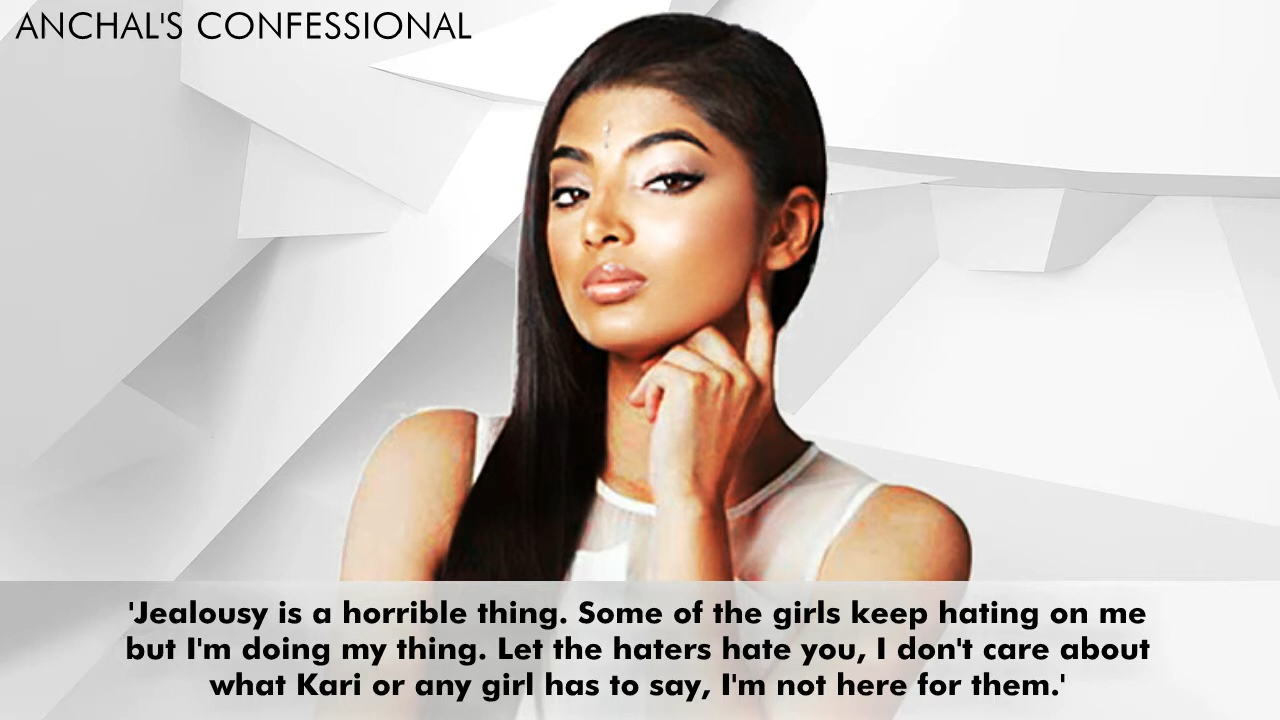 ANCHAL'S CONFESSIONAL
'Jealousy is a horrible thing. Some of the girls keep hating on me
but I'm doing my thing. Let the haters hate you, I don't care about
what Kari or any girl has to say, I'm not here for them.'